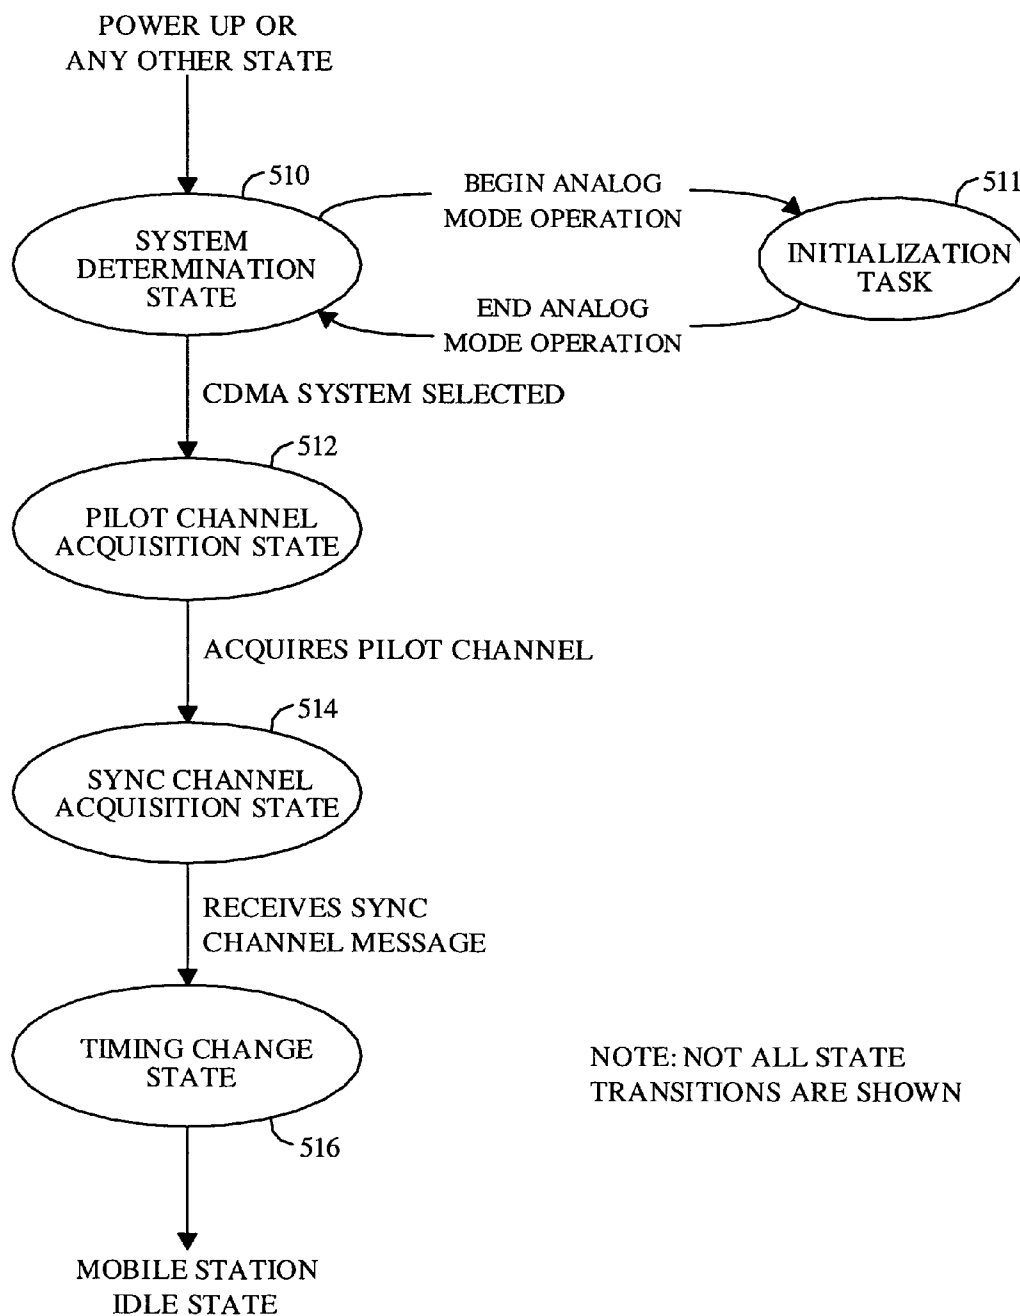 POWER UP OR
ANY OTHER STATE
510
BEGIN ANALOG
MODE OPERATION
511
SYSTEM
DETERMINATION
STATE
INITIALIZATION
TASK
END ANALOG
MODE OPERATION
CDMA SYSTEM SELECTED
512
PILOT CHANNEL
ACQUISITION STATE
ACQUIRES PILOT CHANNEL
514
SYNC CHANNEL
ACQUISITION STATE
RECEIVES SYNC
CHANNEL MESSAGE
TIMING CHANGE
STATE
516
NOTE: NOT ALL STATE
TRANSITIONS ARE SHOWN
MOBILE STATION
IDLE STATE